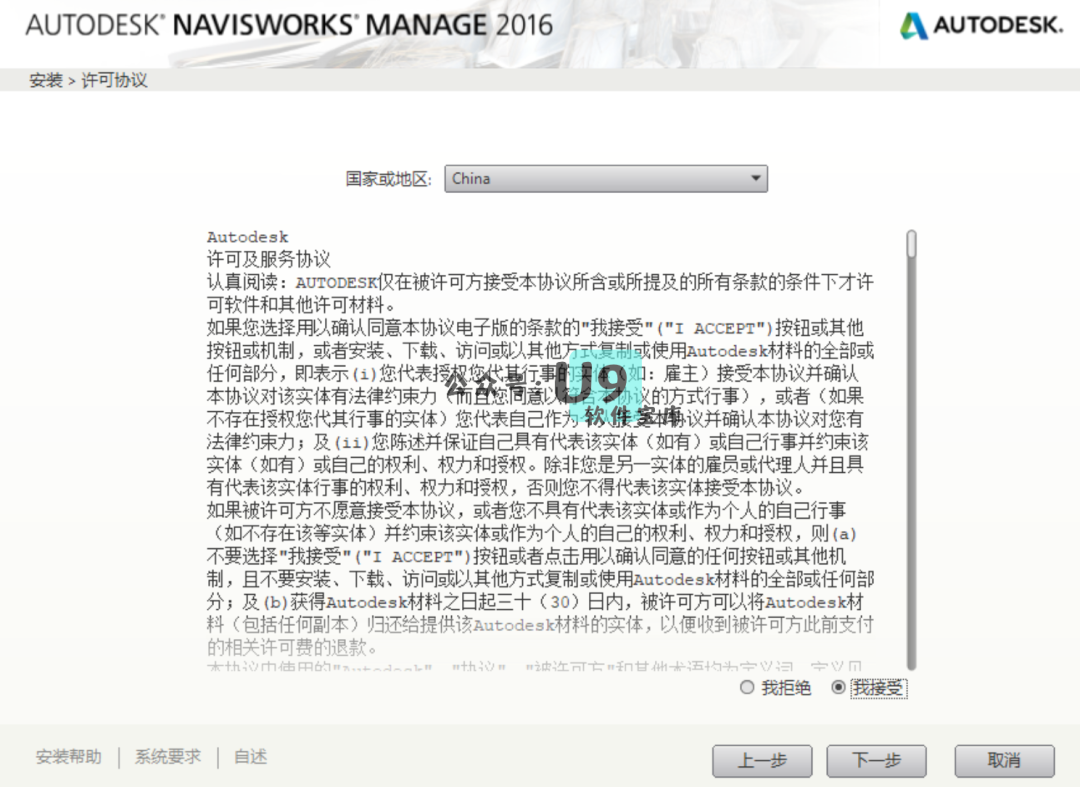 AUTODESK® NAVISWORKS® MANAGE 2016
AUTODESK.
安装 > 许可协议
国家或地区: China
Autodesk
许可及服务协议
认真阅读：AUTODESK仅在被许可方接受本协议所含或所提及的所有条款的条件下才许
可软件和其他许可材料。
如果您选择用以确认同意本协议电子版的条款的"我接受"("I ACCEPT")按钮或其他
按钮或机制，或者安装、下载、访问或以其他方式复制或使用Autodesk材料的全部或
任何部分，即表示(i)您代表授权您代其行事的实体（如：雇主）接受本协议并确认
本协议对该实体有法律约束力（而且您同意以符合本协议的方式行事），或者（如果
不存在授权您代其行事的实体）您代表自己作为个人接受本协议并确认本协议对您有
法律约束力；及(ii)您陈述并保证自己具有代表该实体（如有）或自己行事并约束该
实体（如有）或自己的权利、权力和授权。除非您是另一实体的雇员或代理人并且具
有代表该实体行事的权利、权力和授权，否则您不得代表该实体接受本协议。
如果被许可方不愿意接受本协议，或者您不具有代表该实体或作为个人的自己行事
（如不存在该等实体）并约束该实体或作为个人的自己的权利、权力和授权，则(a)
不要选择"我接受"("I ACCEPT")按钮或者点击用以确认同意的任何按钮或其他机
制，且不要安装、下载、访问或以其他方式复制或使用Autodesk材料的全部或任何部
分；及(b)获得Autodesk材料之日起三十（30）日内，被许可方可以将Autodesk材
料（包括任何副本）归还给提供该Autodesk材料的实体，以便收到被许可方此前支付
的相关许可费的退款。
本协议中使用的"Autodesk"、"协议"、"被许可方"和其他术语均为定义词，定义见
公众号：U9
软件宝库
我拒绝 我接受
安装帮助 | 系统要求 | 自述
上一步 下一步 取消